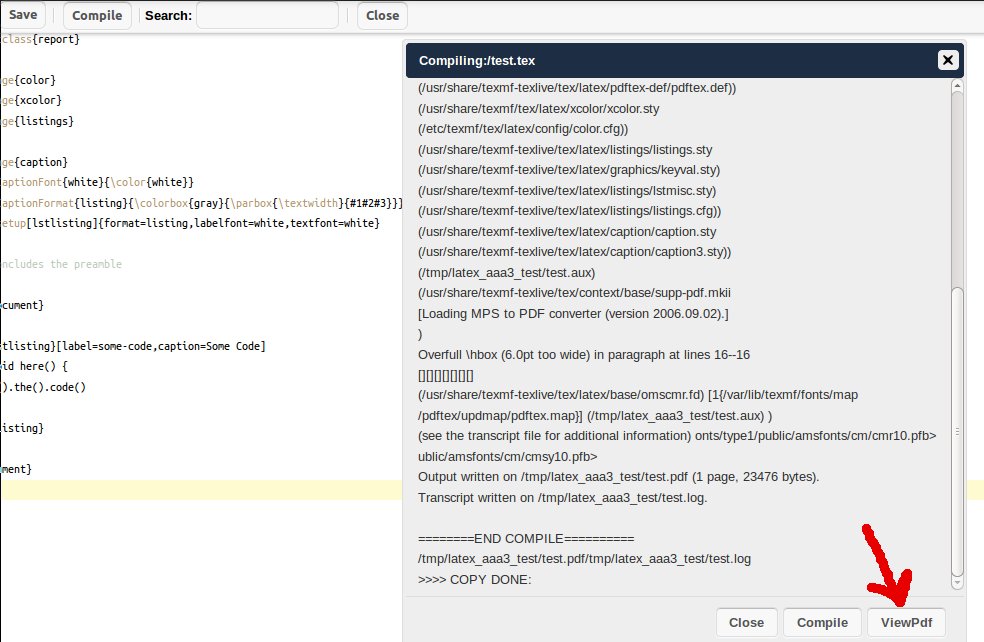 Save Compile Search: Close
class{report}
ge{color}
ge{xcolor}
ge{listings}
ge{caption}
aptionFont{white}{\color{white}}
aptionFormat{listing}{\colorbox{gray}{\parbox{\textwidth}{#1#2#3}}}
etup[lstlisting]{format=listing,labelfont=white,textfont=white}
ncludes the preamble
cument}
tlisting}[label=some-code,caption=Some Code]
id here() {
).the().code()
isting}
ment}
Compiling:/test.tex
(/usr/share/texmf-texlive/tex/latex/pdftex-def/pdftex.def))
(/usr/share/texmf/tex/latex/xcolor/xcolor.sty
(/etc/texmf/tex/latex/config/color.cfg))
(/usr/share/texmf-texlive/tex/latex/listings/listings.sty
(/usr/share/texmf-texlive/tex/latex/graphics/keyval.sty)
(/usr/share/texmf-texlive/tex/latex/listings/lstmisc.sty)
(/usr/share/texmf-texlive/tex/latex/listings/listings.cfg))
(/usr/share/texmf-texlive/tex/latex/caption/caption.sty
(/usr/share/texmf-texlive/tex/latex/caption/caption3.sty))
(/tmp/latex_aaa3_test/test.aux)
(/usr/share/texmf-texlive/tex/context/base/supp-pdf.mkii
[Loading MPS to PDF converter (version 2006.09.02).]
)
Overfull \hbox (6.0pt too wide) in paragraph at lines 16--16
[][][][][][][]
(/usr/share/texmf-texlive/tex/latex/base/omscmr.fd) [1{/var/lib/texmf/fonts/map
/pdftex/updmap/pdftex.map}] (/tmp/latex_aaa3_test/test.aux) )
(see the transcript file for additional information) onts/type1/public/amsfonts/cm/cmr10.pfb>
ublic/amsfonts/cm/cmsy10.pfb>
Output written on /tmp/latex_aaa3_test/test.pdf (1 page, 23476 bytes).
Transcript written on /tmp/latex_aaa3_test/test.log.
========END COMPILE==========
/tmp/latex_aaa3_test/test.pdf/tmp/latex_aaa3_test/test.log
>>>> COPY DONE:
Close Compile ViewPdf